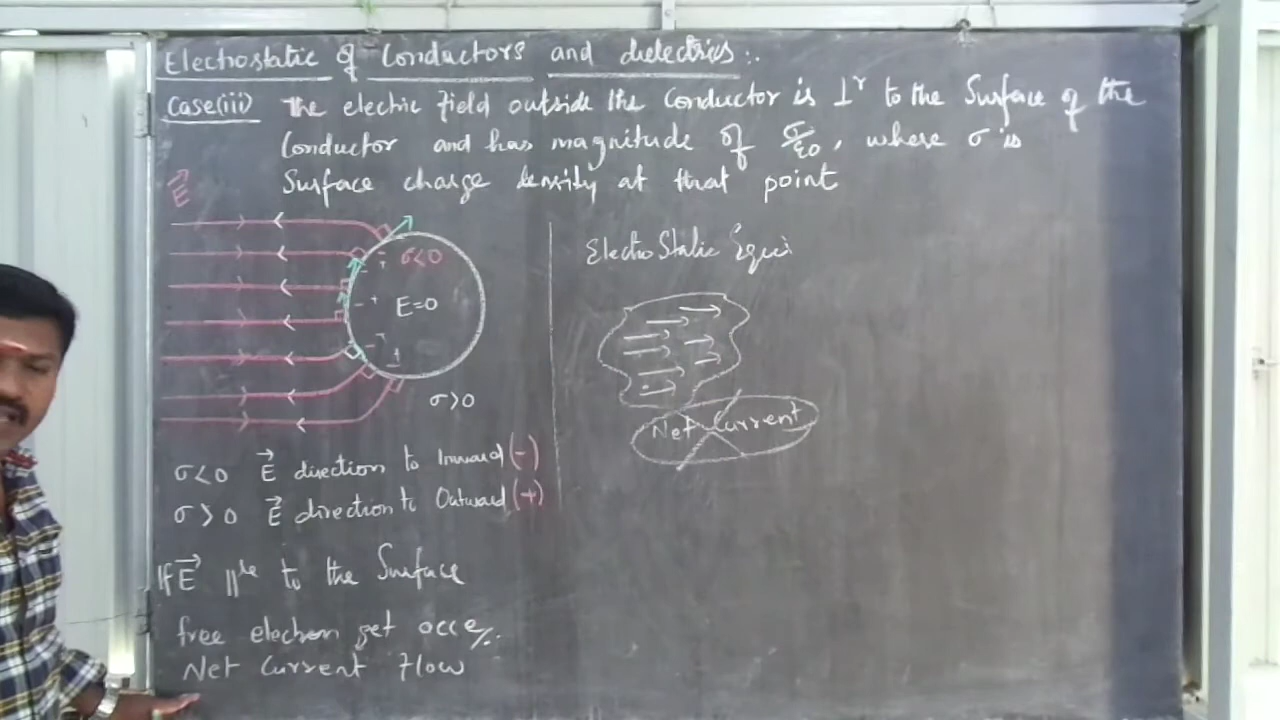 Electrostatic of Conductors and dielectrics :.
Case(iii) The electric field outside the Conductor is ⊥r to the Surface of the
Conductor and has magnitude of σ/ε0, where σ is
Surface charge density at that point
E→
σ<0
E=0
σ>0
σ<0 E→ direction to Inward (-)
σ>0 E→ direction to Outward (+)
If E→ ||le to the Surface
free electron get acce/.
Net Current Flow
Electro Static Equi
Net Current